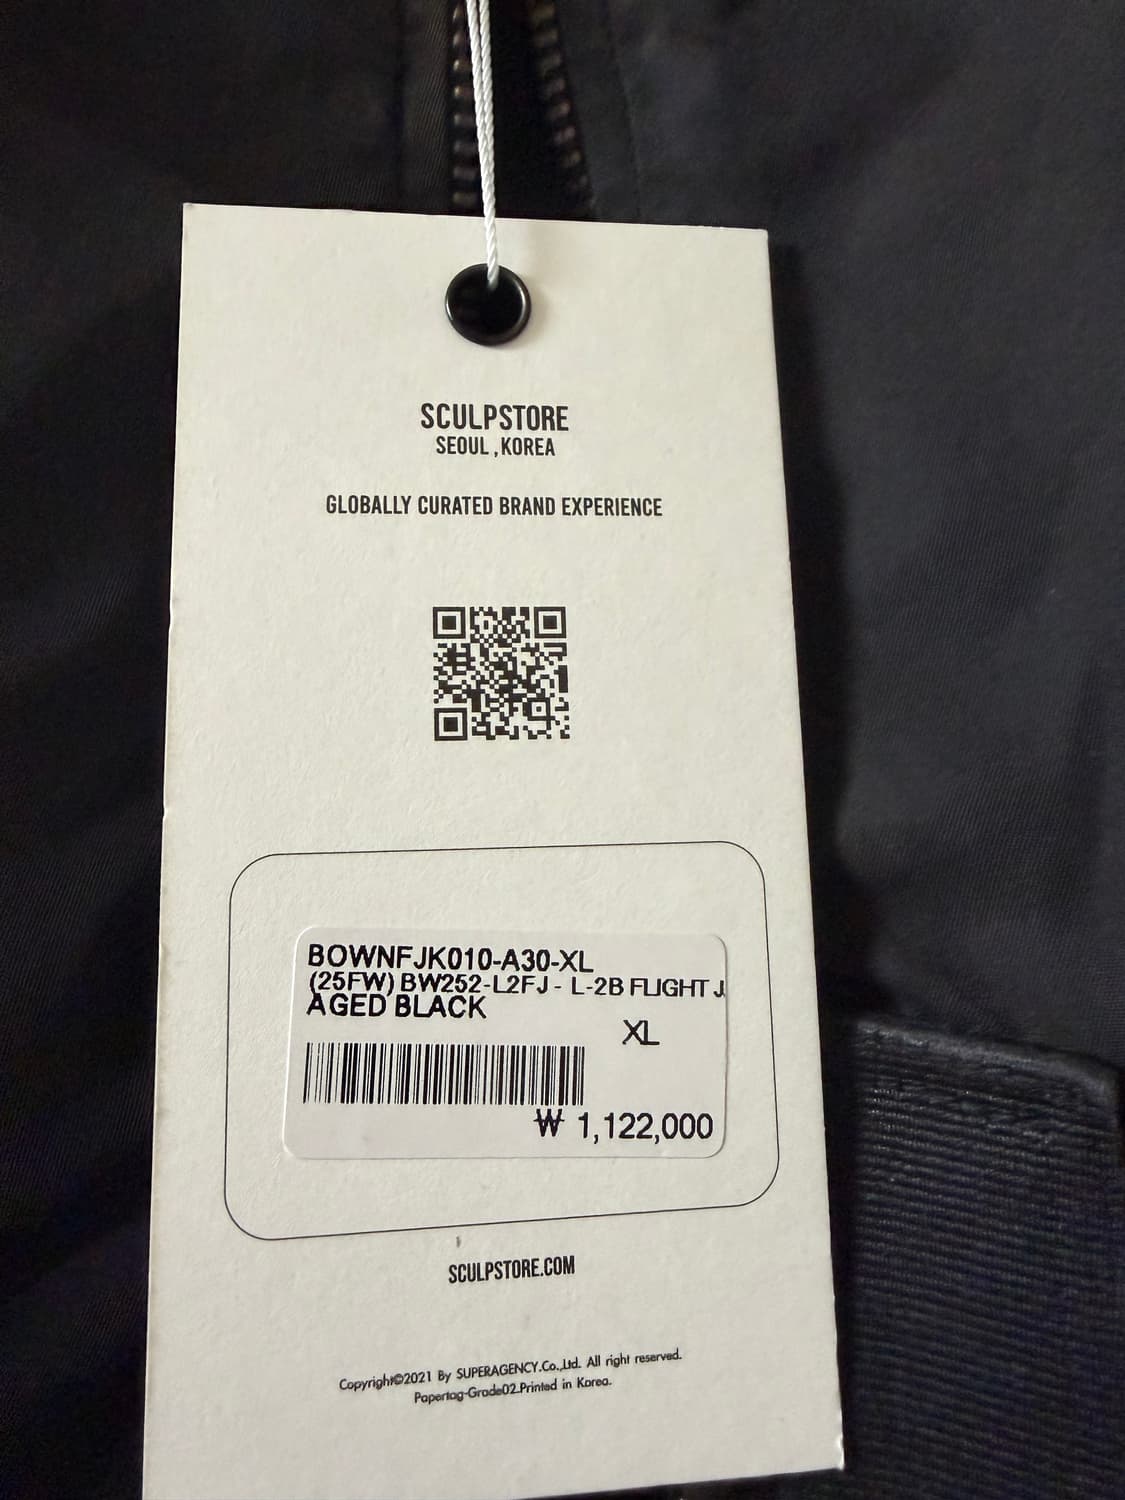 SCULPSTORE
SEOUL , KOREA
GLOBALLY CURATED BRAND EXPERIENCE
BOWNFJK010-A30-XL
(25FW) BW252-L2FJ - L-2B FLIGHT J
AGED BLACK
XL
₩ 1,122,000
SCULPSTORE.COM
Copyright©2021 By SUPERAGENCY.Co.,Ltd. All right reserved.
Papertag-Grade02.Printed in Korea.